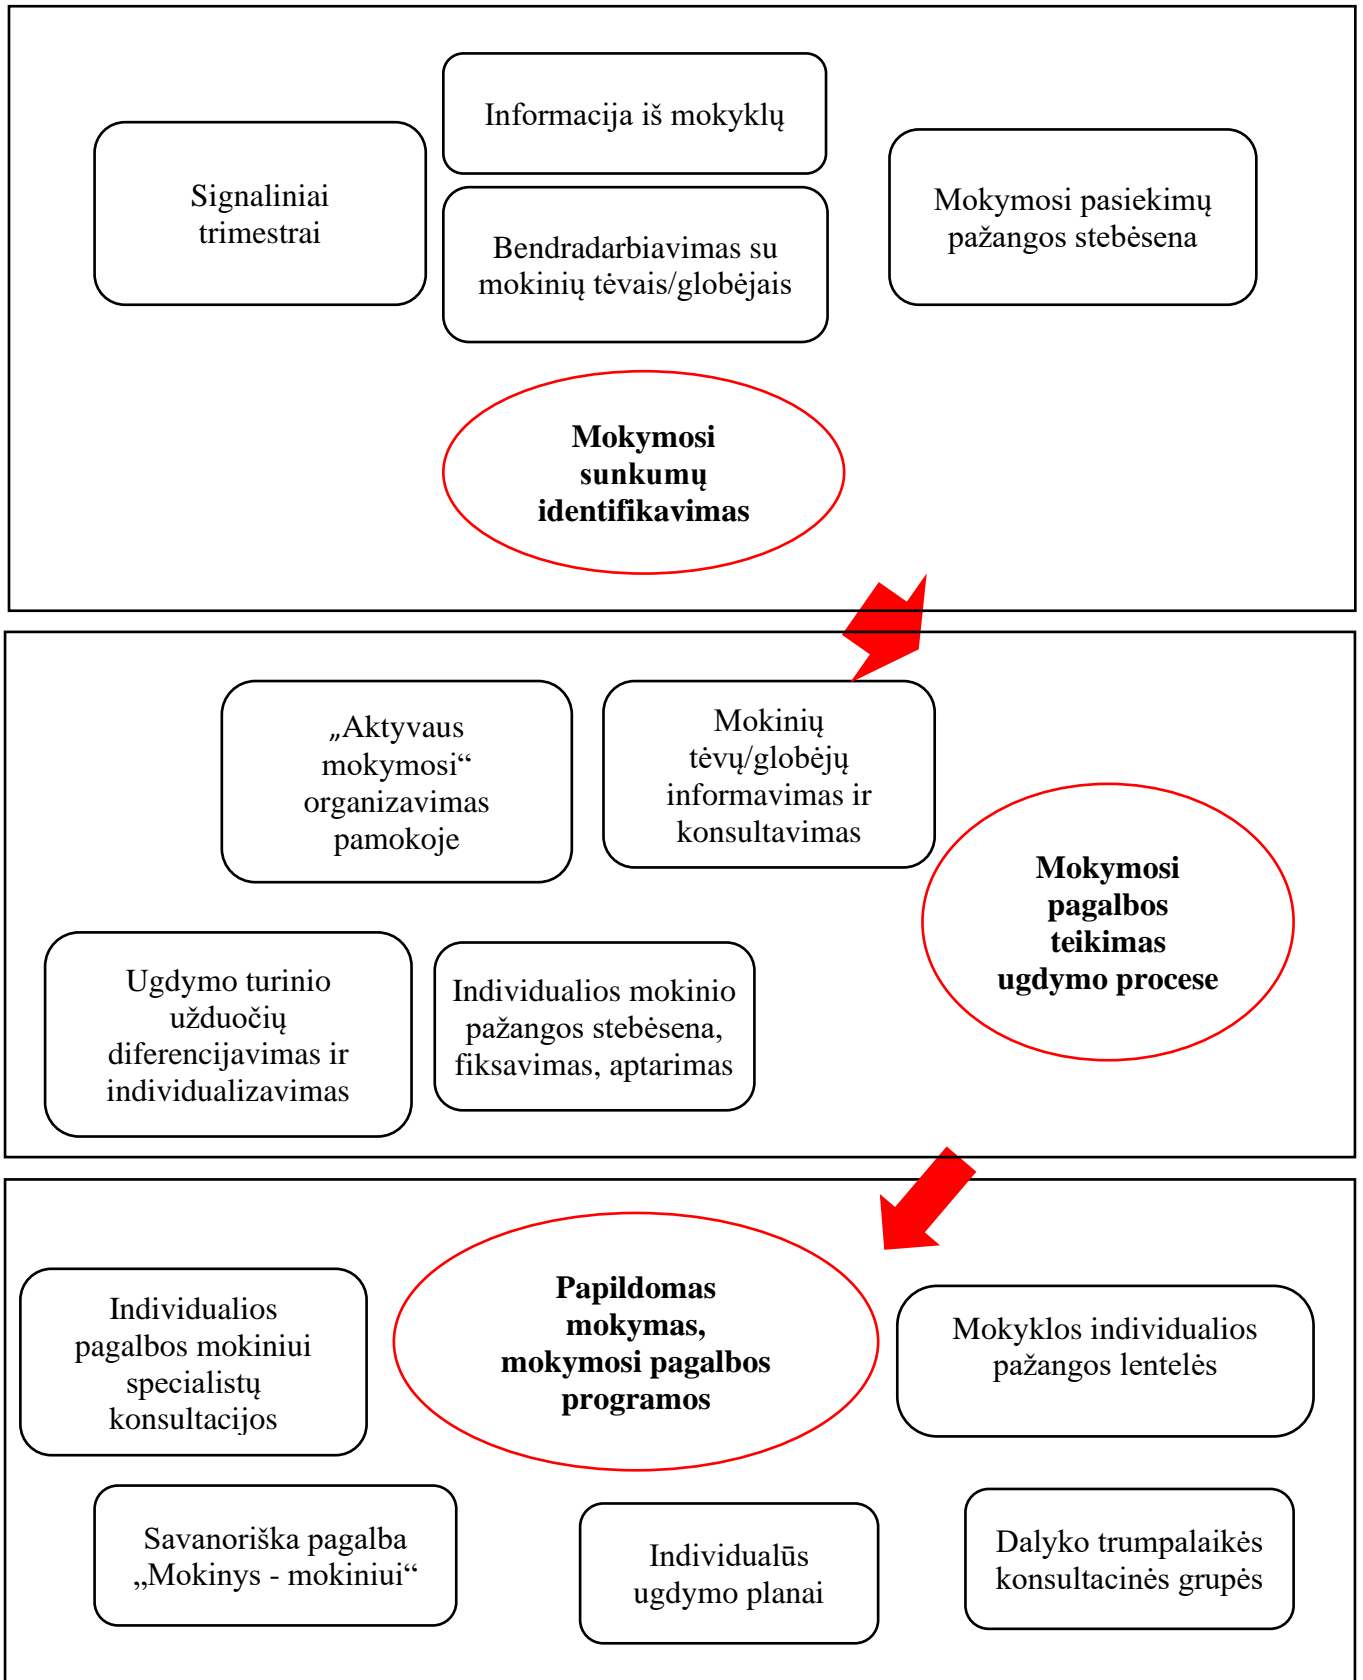 Informacija iš mokyklų
Signaliniai
trimestrai
Bendradarbiavimas su
mokinių tėvais/globėjais
Mokymosi pasiekimų
pažangos stebėsena
Mokymosi
sunkumų
identifikavimas
„Aktyvaus
mokymosi“
organizavimas
pamokoje
Mokinių
tėvų/globėjų
informavimas ir
konsultavimas
Mokymosi
pagalbos
teikimas
ugdymo procese
Ugdymo turinio
užduočių
diferencijavimas ir
individualizavimas
Individualios mokinio
pažangos stebėsena,
fiksavimas, aptarimas
Papildomas
mokymas,
mokymosi pagalbos
programos
Individualios
pagalbos mokiniui
specialistų
konsultacijos
Mokyklos individualios
pažangos lentelės
Savanoriška pagalba
„Mokinys - mokiniui“
Individualūs
ugdymo planai
Dalyko trumpalaikės
konsultacinės grupės